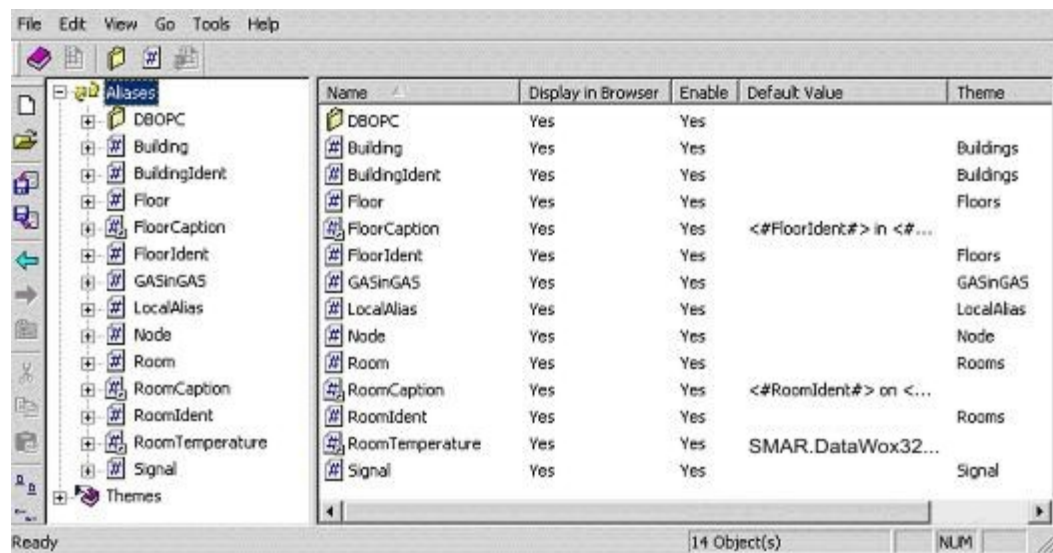 File Edit View Go Tools Help
Aliases
DBOPC
Building
BuildingIdent
Floor
FloorCaption
FloorIdent
GASinGAS
LocalAlias
Node
Room
RoomCaption
RoomIdent
RoomTemperature
Signal
Themes
Name Display in Browser Enable Default Value Theme
DBOPC Yes Yes
Building Yes Yes Buildings
BuildingIdent Yes Yes Buildings
Floor Yes Yes Floors
FloorCaption Yes Yes <#FloorIdent#> in <#...
FloorIdent Yes Yes Floors
GASinGAS Yes Yes GASinGAS
LocalAlias Yes Yes LocalAlias
Node Yes Yes Node
Room Yes Yes Rooms
RoomCaption Yes Yes <#RoomIdent#> on <...
RoomIdent Yes Yes Rooms
RoomTemperature Yes Yes SMAR.DataWox32...
Signal Yes Yes Signal
Ready 14 Object(s) NUM